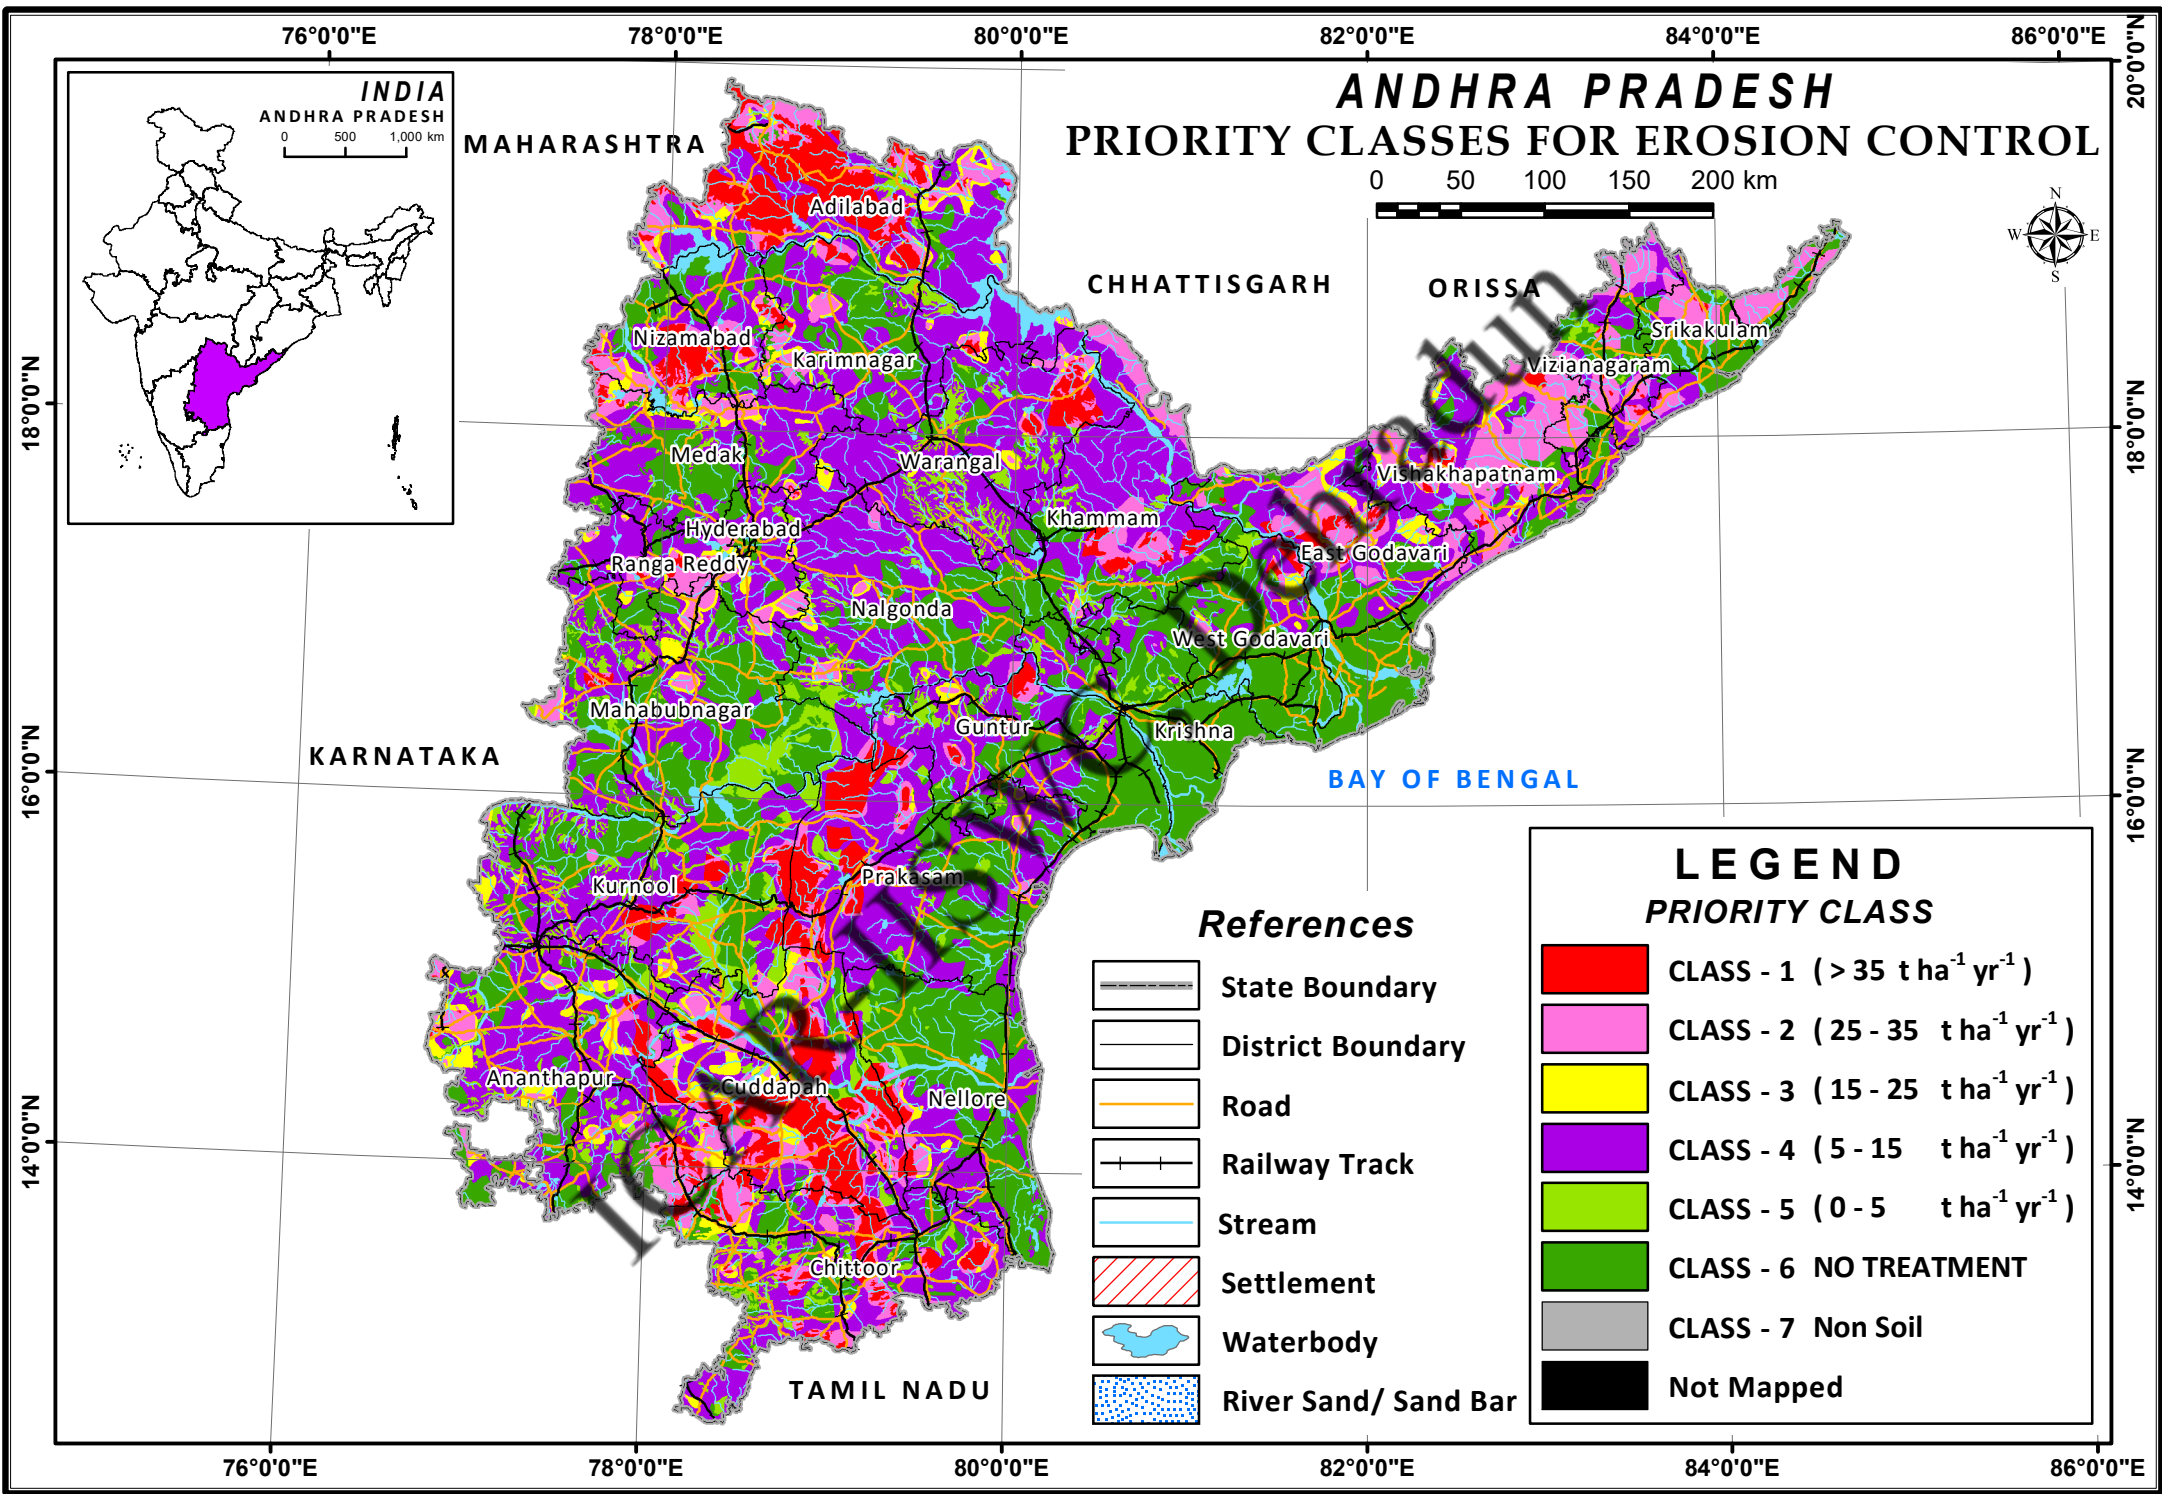 76°0'0"E 78°0'0"E 80°0'0"E 82°0'0"E 84°0'0"E 86°0'0"E
20°0'0"N
INDIA
ANDHRA PRADESH
0 500 1,000 km
ANDHRA PRADESH
PRIORITY CLASSES FOR EROSION CONTROL
0 50 100 150 200 km
N
W E
S
MAHARASHTRA
CHHATTISGARH
ORISSA
KARNATAKA
TAMIL NADU
BAY OF BENGAL
Adilabad
Nizamabad
Karimnagar
Srikakulam
Vizianagaram
Medak
Warangal
Vishakhapatnam
Hyderabad
Khammam
Ranga Reddy
East Godavari
Nalgonda
West Godavari
Mahabubnagar
Guntur
Krishna
Kurnool
Prakasam
Ananthapur
Cuddapah
Nellore
Chittoor
ICAR-IISWC, Dehradun
18°0'0"N
16°0'0"N
14°0'0"N
18°0'0"N
16°0'0"N
14°0'0"N
References
State Boundary
District Boundary
Road
Railway Track
Stream
Settlement
Waterbody
River Sand/ Sand Bar
LEGEND
PRIORITY CLASS
CLASS - 1 ( > 35 t ha⁻¹ yr⁻¹ )
CLASS - 2 ( 25 - 35 t ha⁻¹ yr⁻¹ )
CLASS - 3 ( 15 - 25 t ha⁻¹ yr⁻¹ )
CLASS - 4 ( 5 - 15 t ha⁻¹ yr⁻¹ )
CLASS - 5 ( 0 - 5 t ha⁻¹ yr⁻¹ )
CLASS - 6 NO TREATMENT
CLASS - 7 Non Soil
Not Mapped
76°0'0"E 78°0'0"E 80°0'0"E 82°0'0"E 84°0'0"E 86°0'0"E